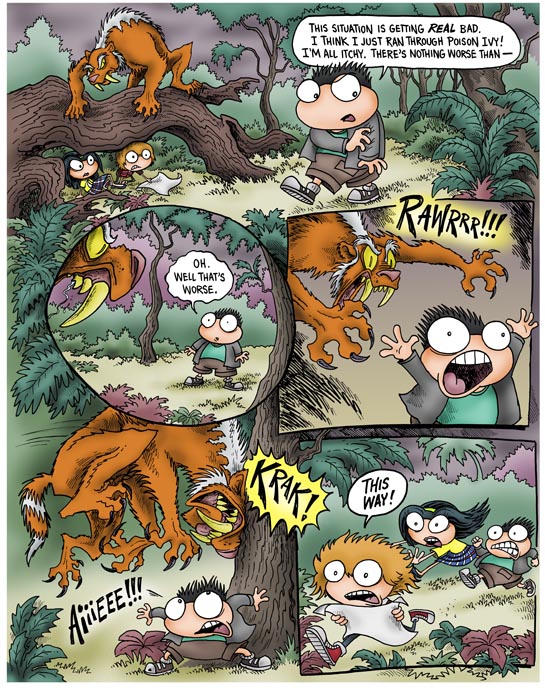 THIS SITUATION IS GETTING REAL BAD.
I THINK I JUST RAN THROUGH POISON IVY!
I'M ALL ITCHY. THERE'S NOTHING WORSE THAN —
OH.
WELL THAT'S
WORSE.
RAWRRR!!!
KRAK!
AIIIEEE!!!
THIS
WAY!